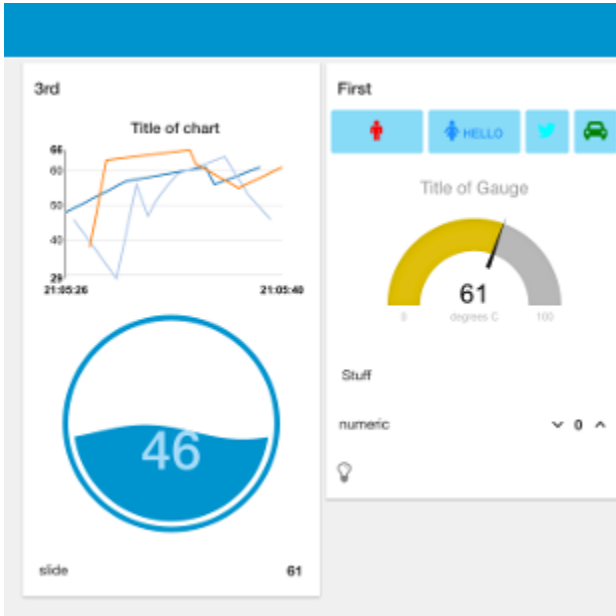 3rd
Title of chart
66
60
50
40
29
21:05:26 21:05:40
46
slide 61
First
HELLO
Title of Gauge
61
0 degrees C 100
Stuff
numeric 0